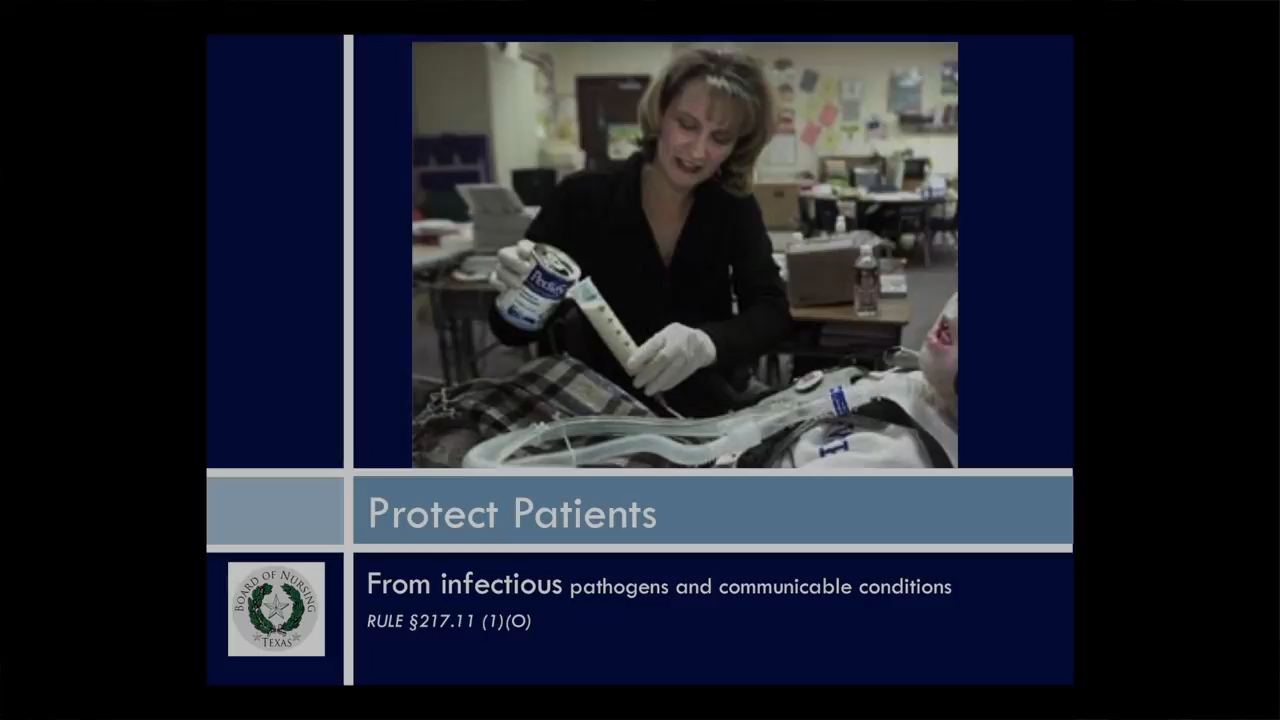 Protect Patients
From infectious pathogens and communicable conditions
RULE §217.11 (1)(O)
BOARD OF NURSING
TEXAS